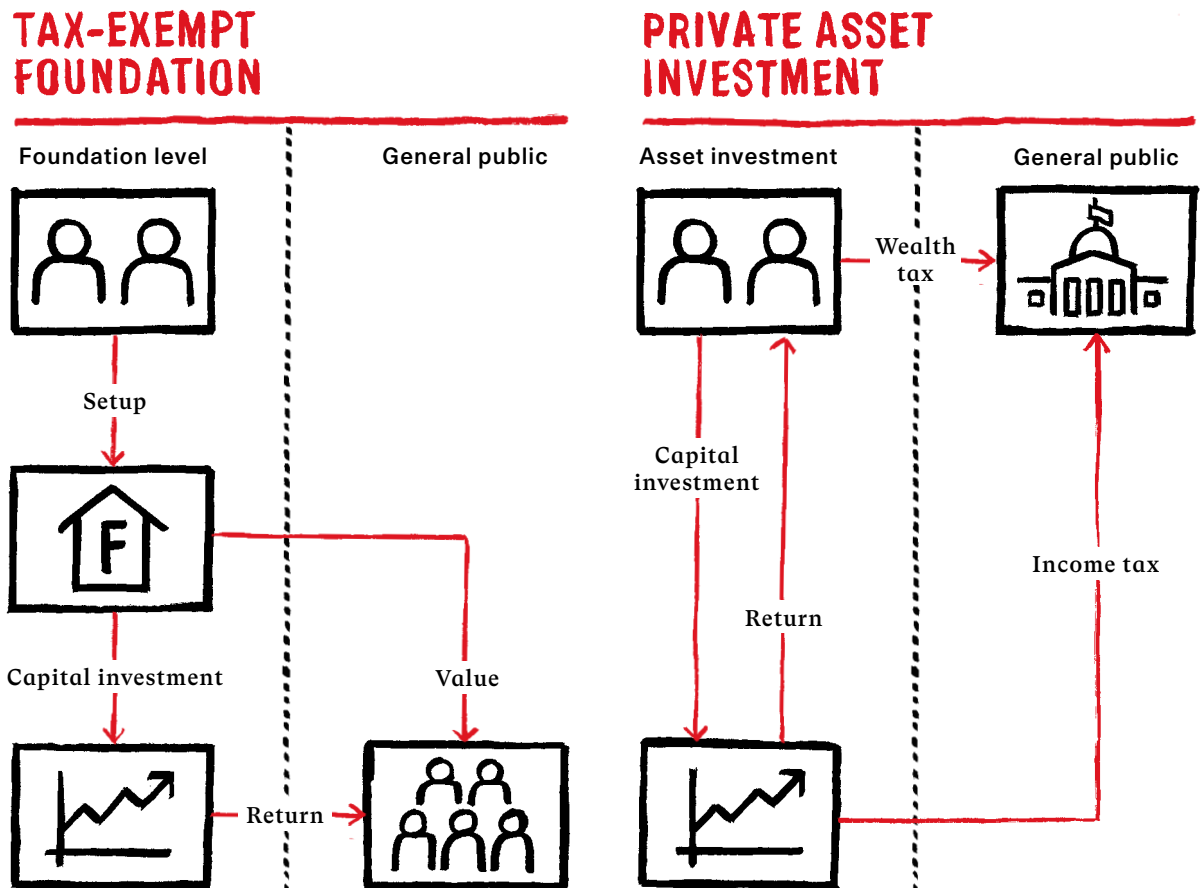 TAX-EXEMPT
FOUNDATION
Foundation level
General public
Setup
F
Capital investment
Value
Return
PRIVATE ASSET
INVESTMENT
Asset investment
General public
Wealth
tax
Capital
investment
Income tax
Return